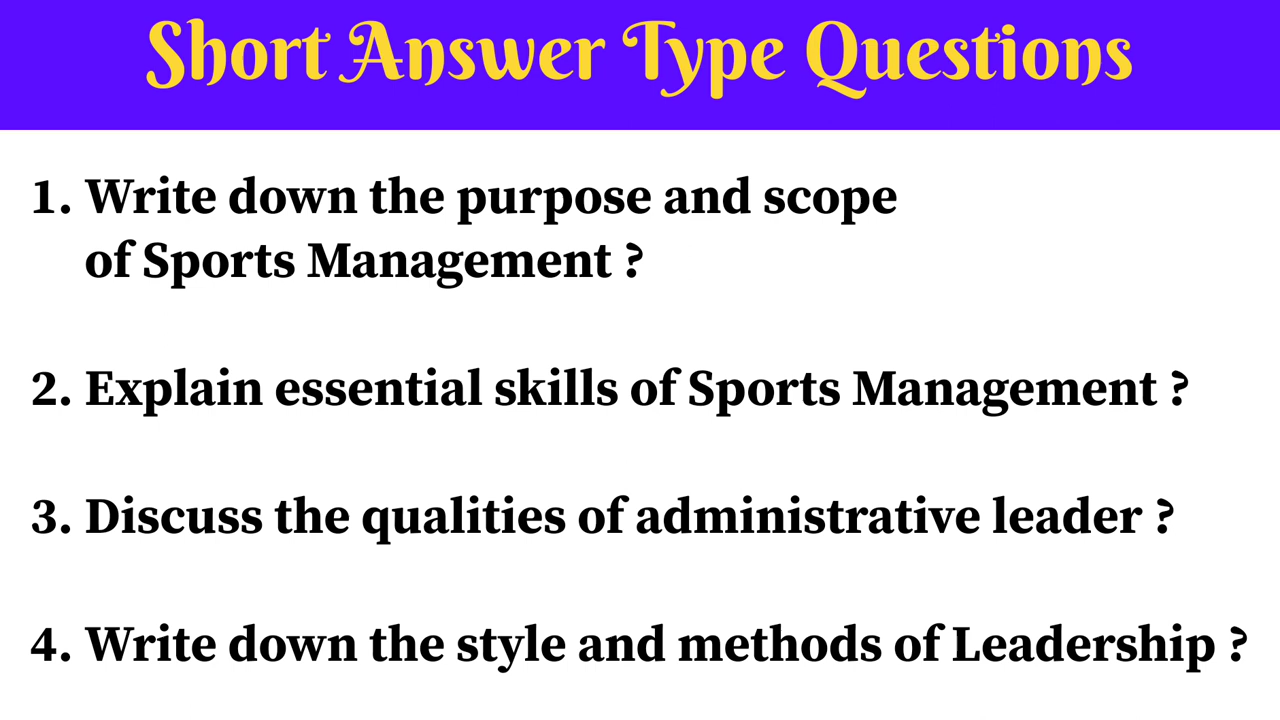 Short Answer Type Questions
1. Write down the purpose and scope
of Sports Management ?
2. Explain essential skills of Sports Management ?
3. Discuss the qualities of administrative leader ?
4. Write down the style and methods of Leadership ?